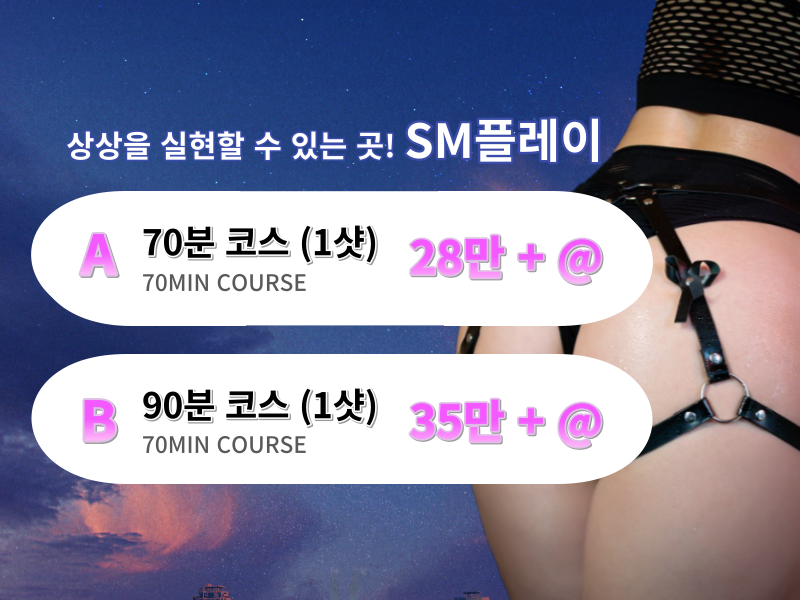 상상을 실현할 수 있는 곳! SM플레이
A 70분 코스 (1샷) 28만 + @
70MIN COURSE
B 90분 코스 (1샷) 35만 + @
70MIN COURSE